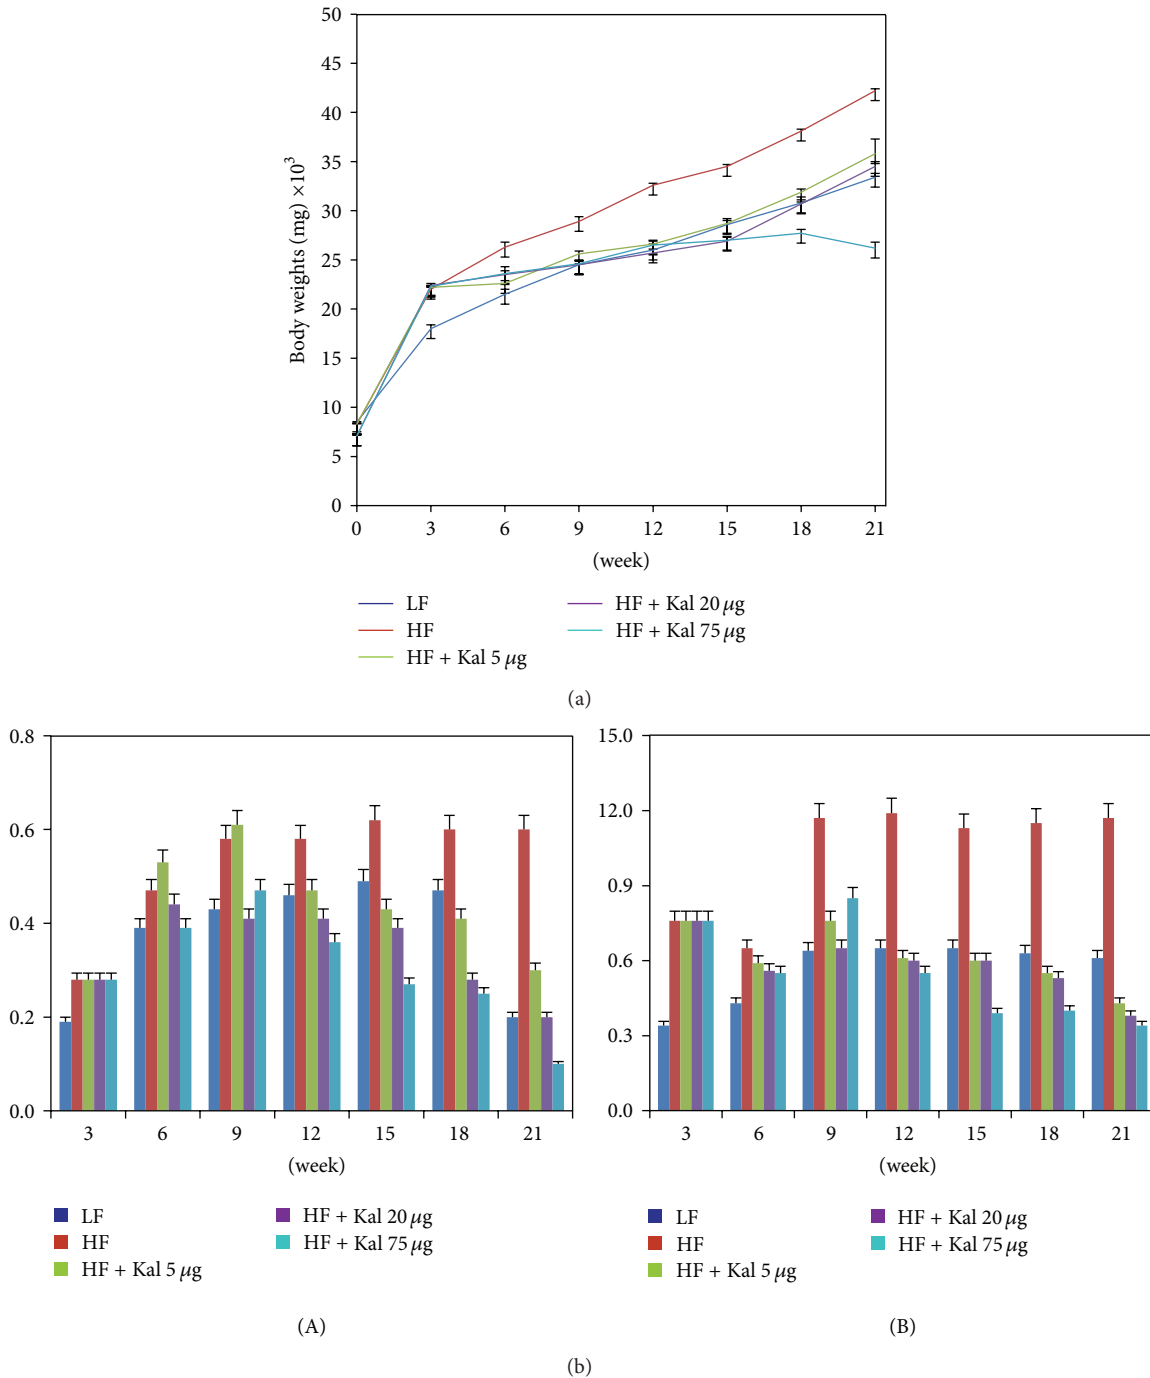 50
45
40
35
30
25
20
15
10
5
0
Body weights (mg) ×10³
0 3 6 9 12 15 18 21
(week)
LF
HF
HF + Kal 5 μg
HF + Kal 20 μg
HF + Kal 75 μg
(a)
0.8
0.6
0.4
0.2
0.0
3 6 9 12 15 18 21
(week)
LF
HF
HF + Kal 5 μg
HF + Kal 20 μg
HF + Kal 75 μg
(A)
15.0
12.0
0.9
0.6
0.3
0.0
3 6 9 12 15 18 21
(week)
LF
HF
HF + Kal 5 μg
HF + Kal 20 μg
HF + Kal 75 μg
(B)
(b)